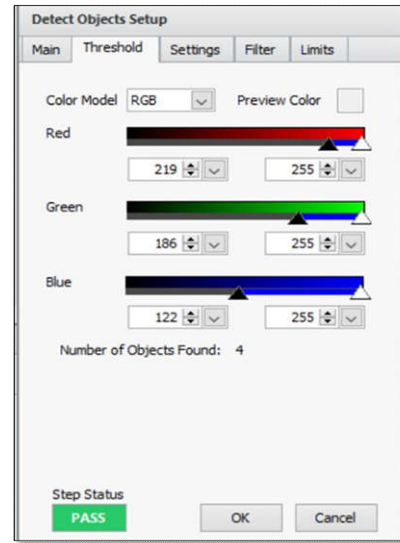 Detect Objects Setup
Main Threshold Settings Filter Limits
Color Model RGB Preview Color
Red
219 255
Green
186 255
Blue
122 255
Number of Objects Found: 4
Step Status
PASS OK Cancel